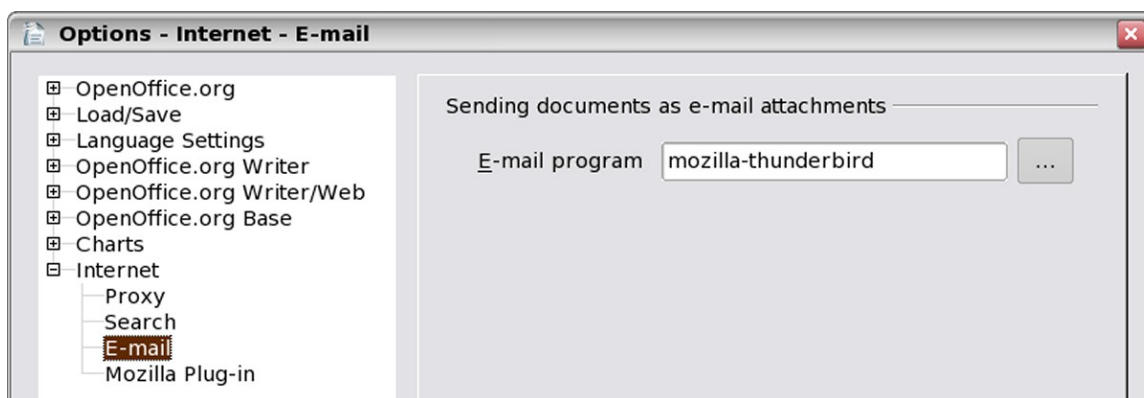 Options - Internet - E-mail
OpenOffice.org
Load/Save
Language Settings
OpenOffice.org Writer
OpenOffice.org Writer/Web
OpenOffice.org Base
Charts
Internet
Proxy
Search
E-mail
Mozilla Plug-in
Sending documents as e-mail attachments
E-mail program mozilla-thunderbird ...